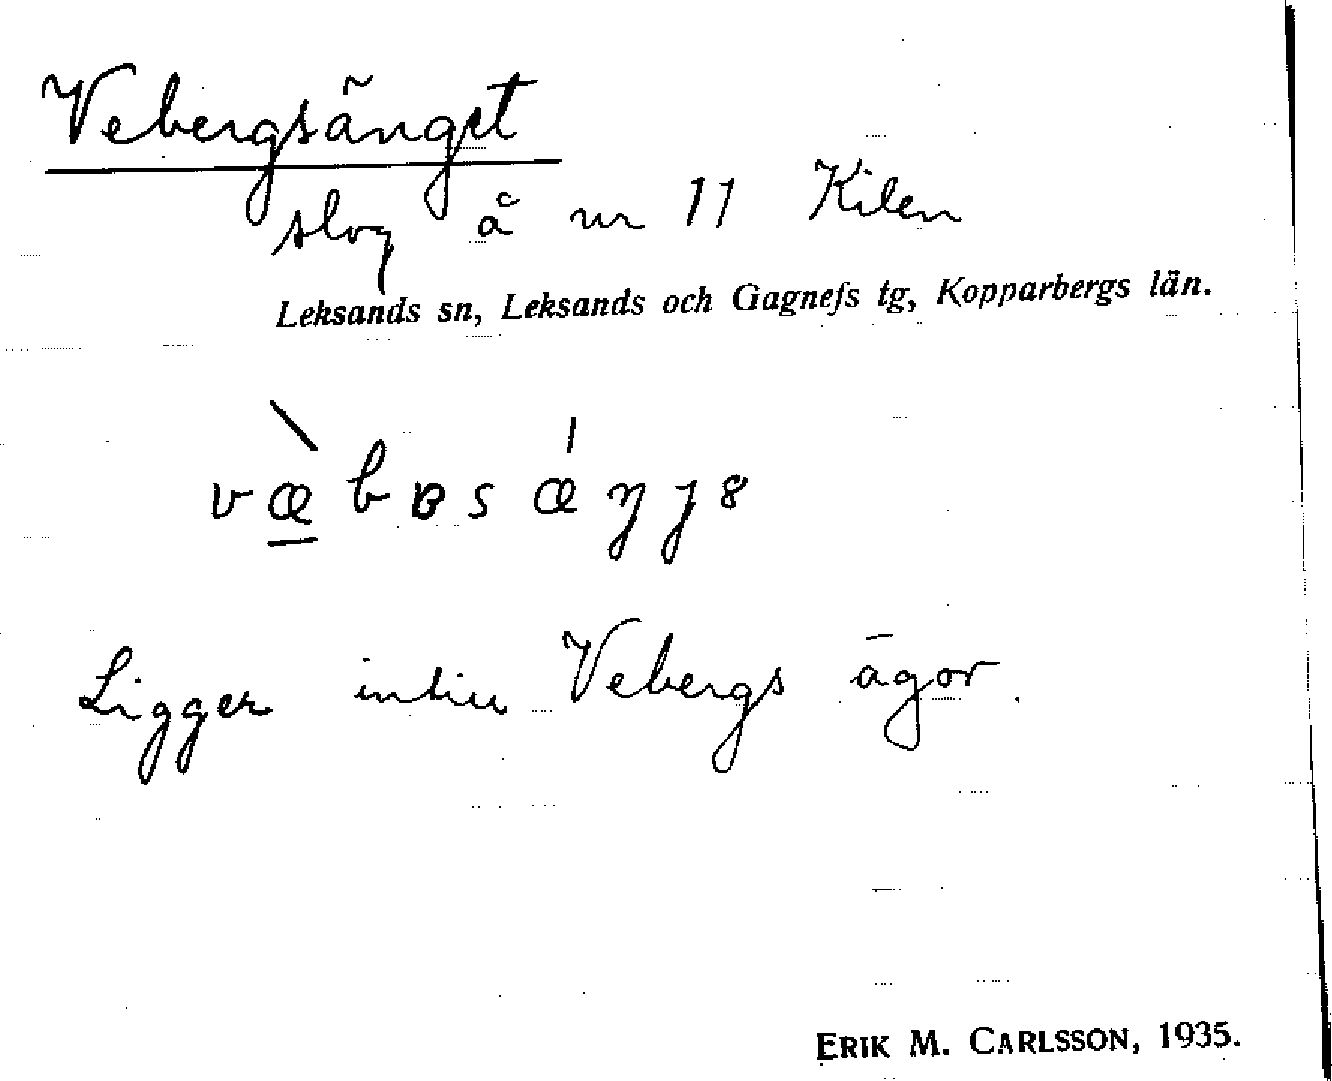 Vebergsänget
slog å nr 11 Kilen
Leksands sn, Leksands och Gagnefs tg, Kopparbergs län.
Ligger intill Vebergs ägor.
ERIK M. CARLSSON, 1935.